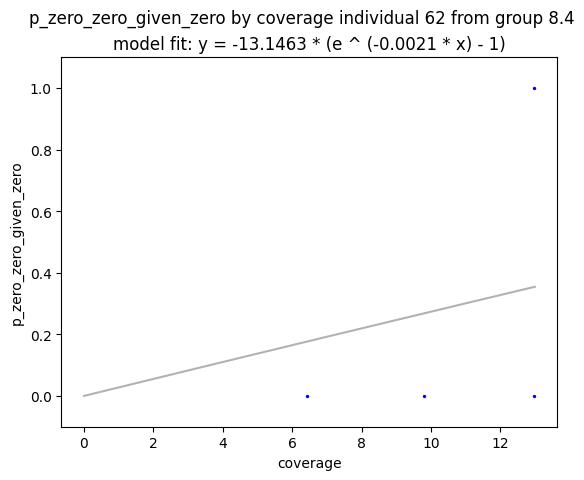 p_zero_zero_given_zero by coverage individual 62 from group 8.4
model fit: y = -13.1463 * (e ^ (-0.0021 * x) - 1)
1.0
0.8
0.6
0.4
0.2
0.0
p_zero_zero_given_zero
0 2 4 6 8 10 12
coverage